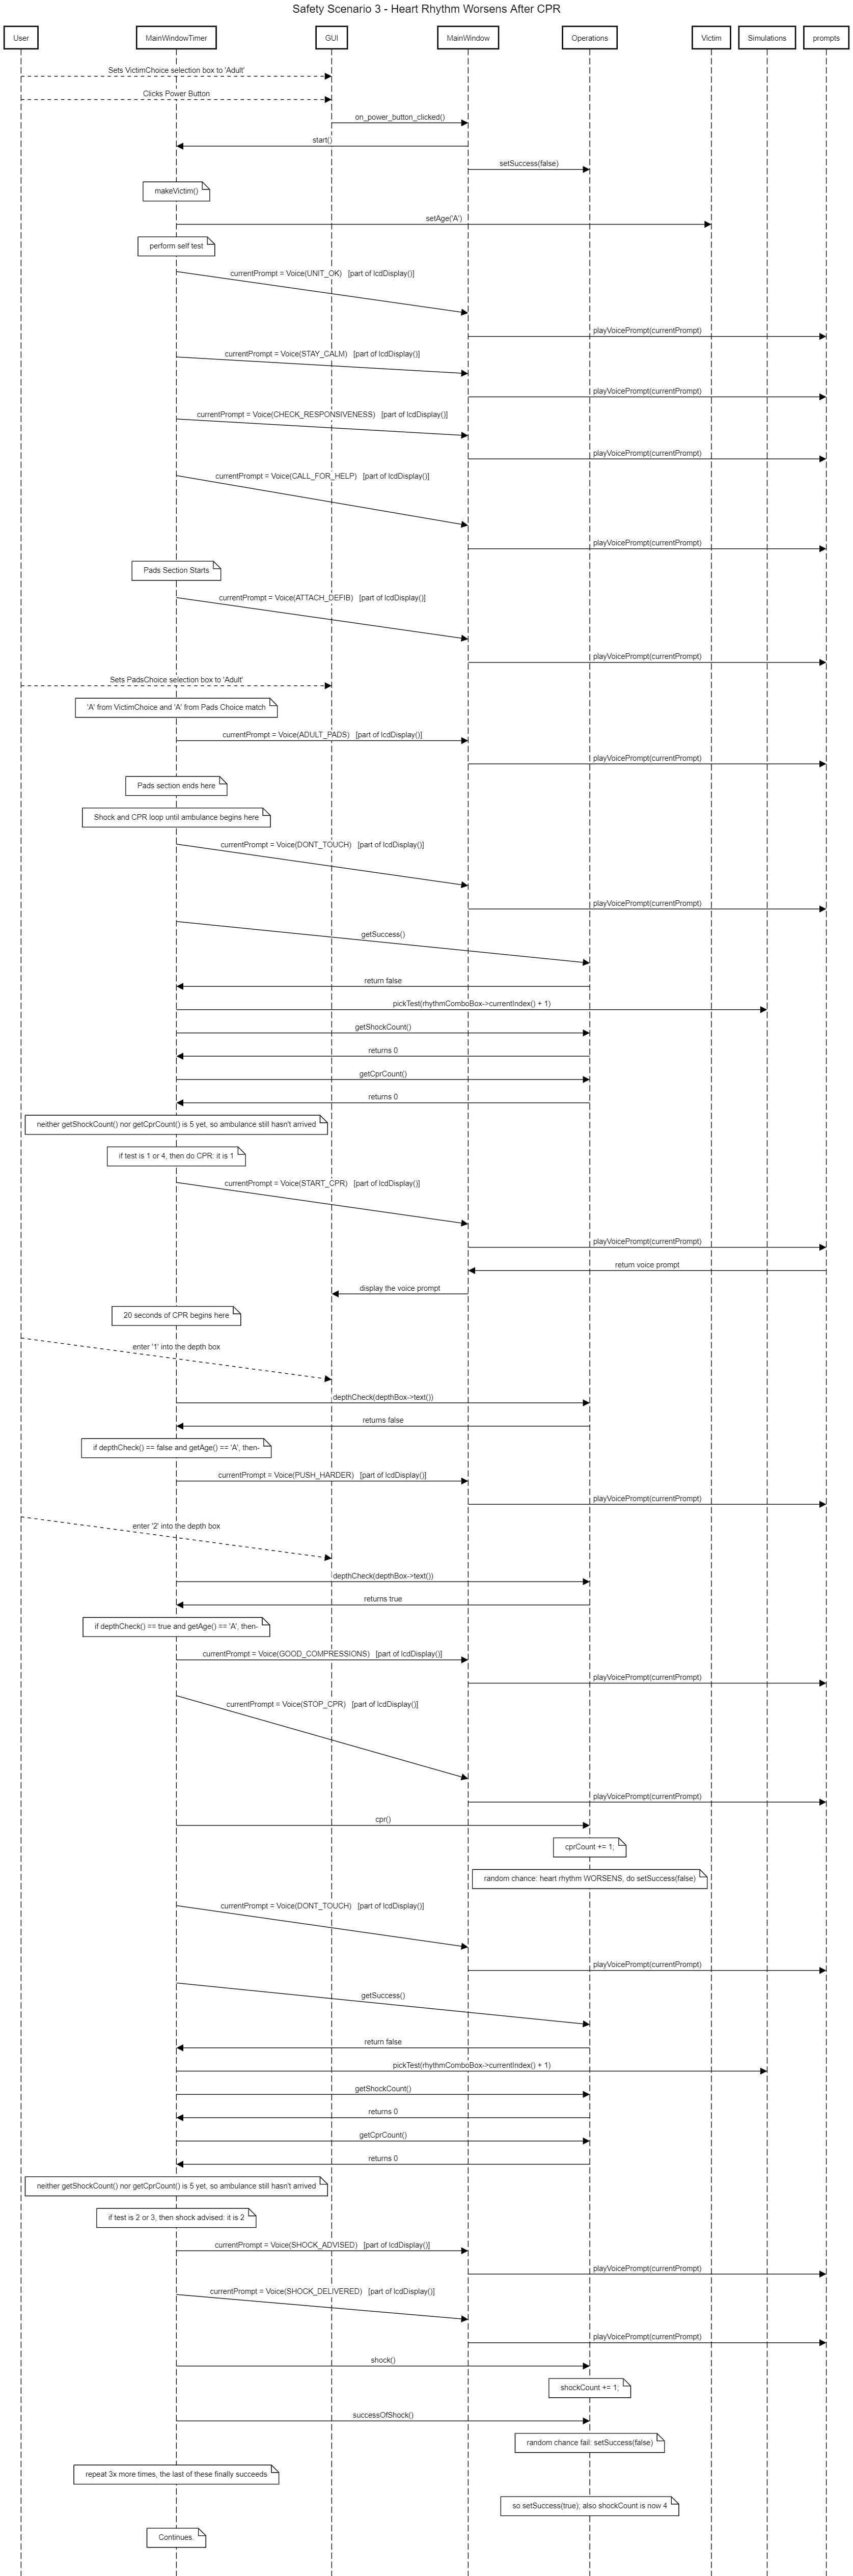 Safety Scenario 3 - Heart Rhythm Worsens After CPR
User
MainWindowTimer
GUI
MainWindow
Operations
Victim
Simulations
prompts
Sets VictimChoice selection box to 'Adult'
Clicks Power Button
on_power_button_clicked()
start()
setSuccess(false)
makeVictim()
setAge('A')
perform self test
currentPrompt = Voice(UNIT_OK) [part of lcdDisplay()]
playVoicePrompt(currentPrompt)
currentPrompt = Voice(STAY_CALM) [part of lcdDisplay()]
playVoicePrompt(currentPrompt)
currentPrompt = Voice(CHECK_RESPONSIVENESS) [part of lcdDisplay()]
playVoicePrompt(currentPrompt)
currentPrompt = Voice(CALL_FOR_HELP) [part of lcdDisplay()]
playVoicePrompt(currentPrompt)
Pads Section Starts
currentPrompt = Voice(ATTACH_DEFIB) [part of lcdDisplay()]
playVoicePrompt(currentPrompt)
Sets PadsChoice selection box to 'Adult'
'A' from VictimChoice and 'A' from Pads Choice match
currentPrompt = Voice(ADULT_PADS) [part of lcdDisplay()]
playVoicePrompt(currentPrompt)
Pads section ends here
Shock and CPR loop until ambulance begins here
currentPrompt = Voice(DONT_TOUCH) [part of lcdDisplay()]
playVoicePrompt(currentPrompt)
getSuccess()
return false
pickTest(rhythmComboBox->currentIndex() + 1)
getShockCount()
returns 0
getCprCount()
returns 0
neither getShockCount() nor getCprCount() is 5 yet, so ambulance still hasn't arrived
if test is 1 or 4, then do CPR: it is 1
currentPrompt = Voice(START_CPR) [part of lcdDisplay()]
playVoicePrompt(currentPrompt)
return voice prompt
display the voice prompt
20 seconds of CPR begins here
enter '1' into the depth box
depthCheck(depthBox->text())
returns false
if depthCheck() == false and getAge() == 'A', then-
currentPrompt = Voice(PUSH_HARDER) [part of lcdDisplay()]
playVoicePrompt(currentPrompt)
enter '2' into the depth box
depthCheck(depthBox->text())
returns true
if depthCheck() == true and getAge() == 'A', then-
currentPrompt = Voice(GOOD_COMPRESSIONS) [part of lcdDisplay()]
playVoicePrompt(currentPrompt)
currentPrompt = Voice(STOP_CPR) [part of lcdDisplay()]
playVoicePrompt(currentPrompt)
cpr()
cprCount += 1;
random chance: heart rhythm WORSENS, do setSuccess(false)
currentPrompt = Voice(DONT_TOUCH) [part of lcdDisplay()]
playVoicePrompt(currentPrompt)
getSuccess()
return false
pickTest(rhythmComboBox->currentIndex() + 1)
getShockCount()
returns 0
getCprCount()
returns 0
neither getShockCount() nor getCprCount() is 5 yet, so ambulance still hasn't arrived
if test is 2 or 3, then shock advised: it is 2
currentPrompt = Voice(SHOCK_ADVISED) [part of lcdDisplay()]
playVoicePrompt(currentPrompt)
currentPrompt = Voice(SHOCK_DELIVERED) [part of lcdDisplay()]
playVoicePrompt(currentPrompt)
shock()
shockCount += 1;
successOfShock()
random chance fail: setSuccess(false)
repeat 3x more times, the last of these finally succeeds
so setSuccess(true); also shockCount is now 4
Continues.